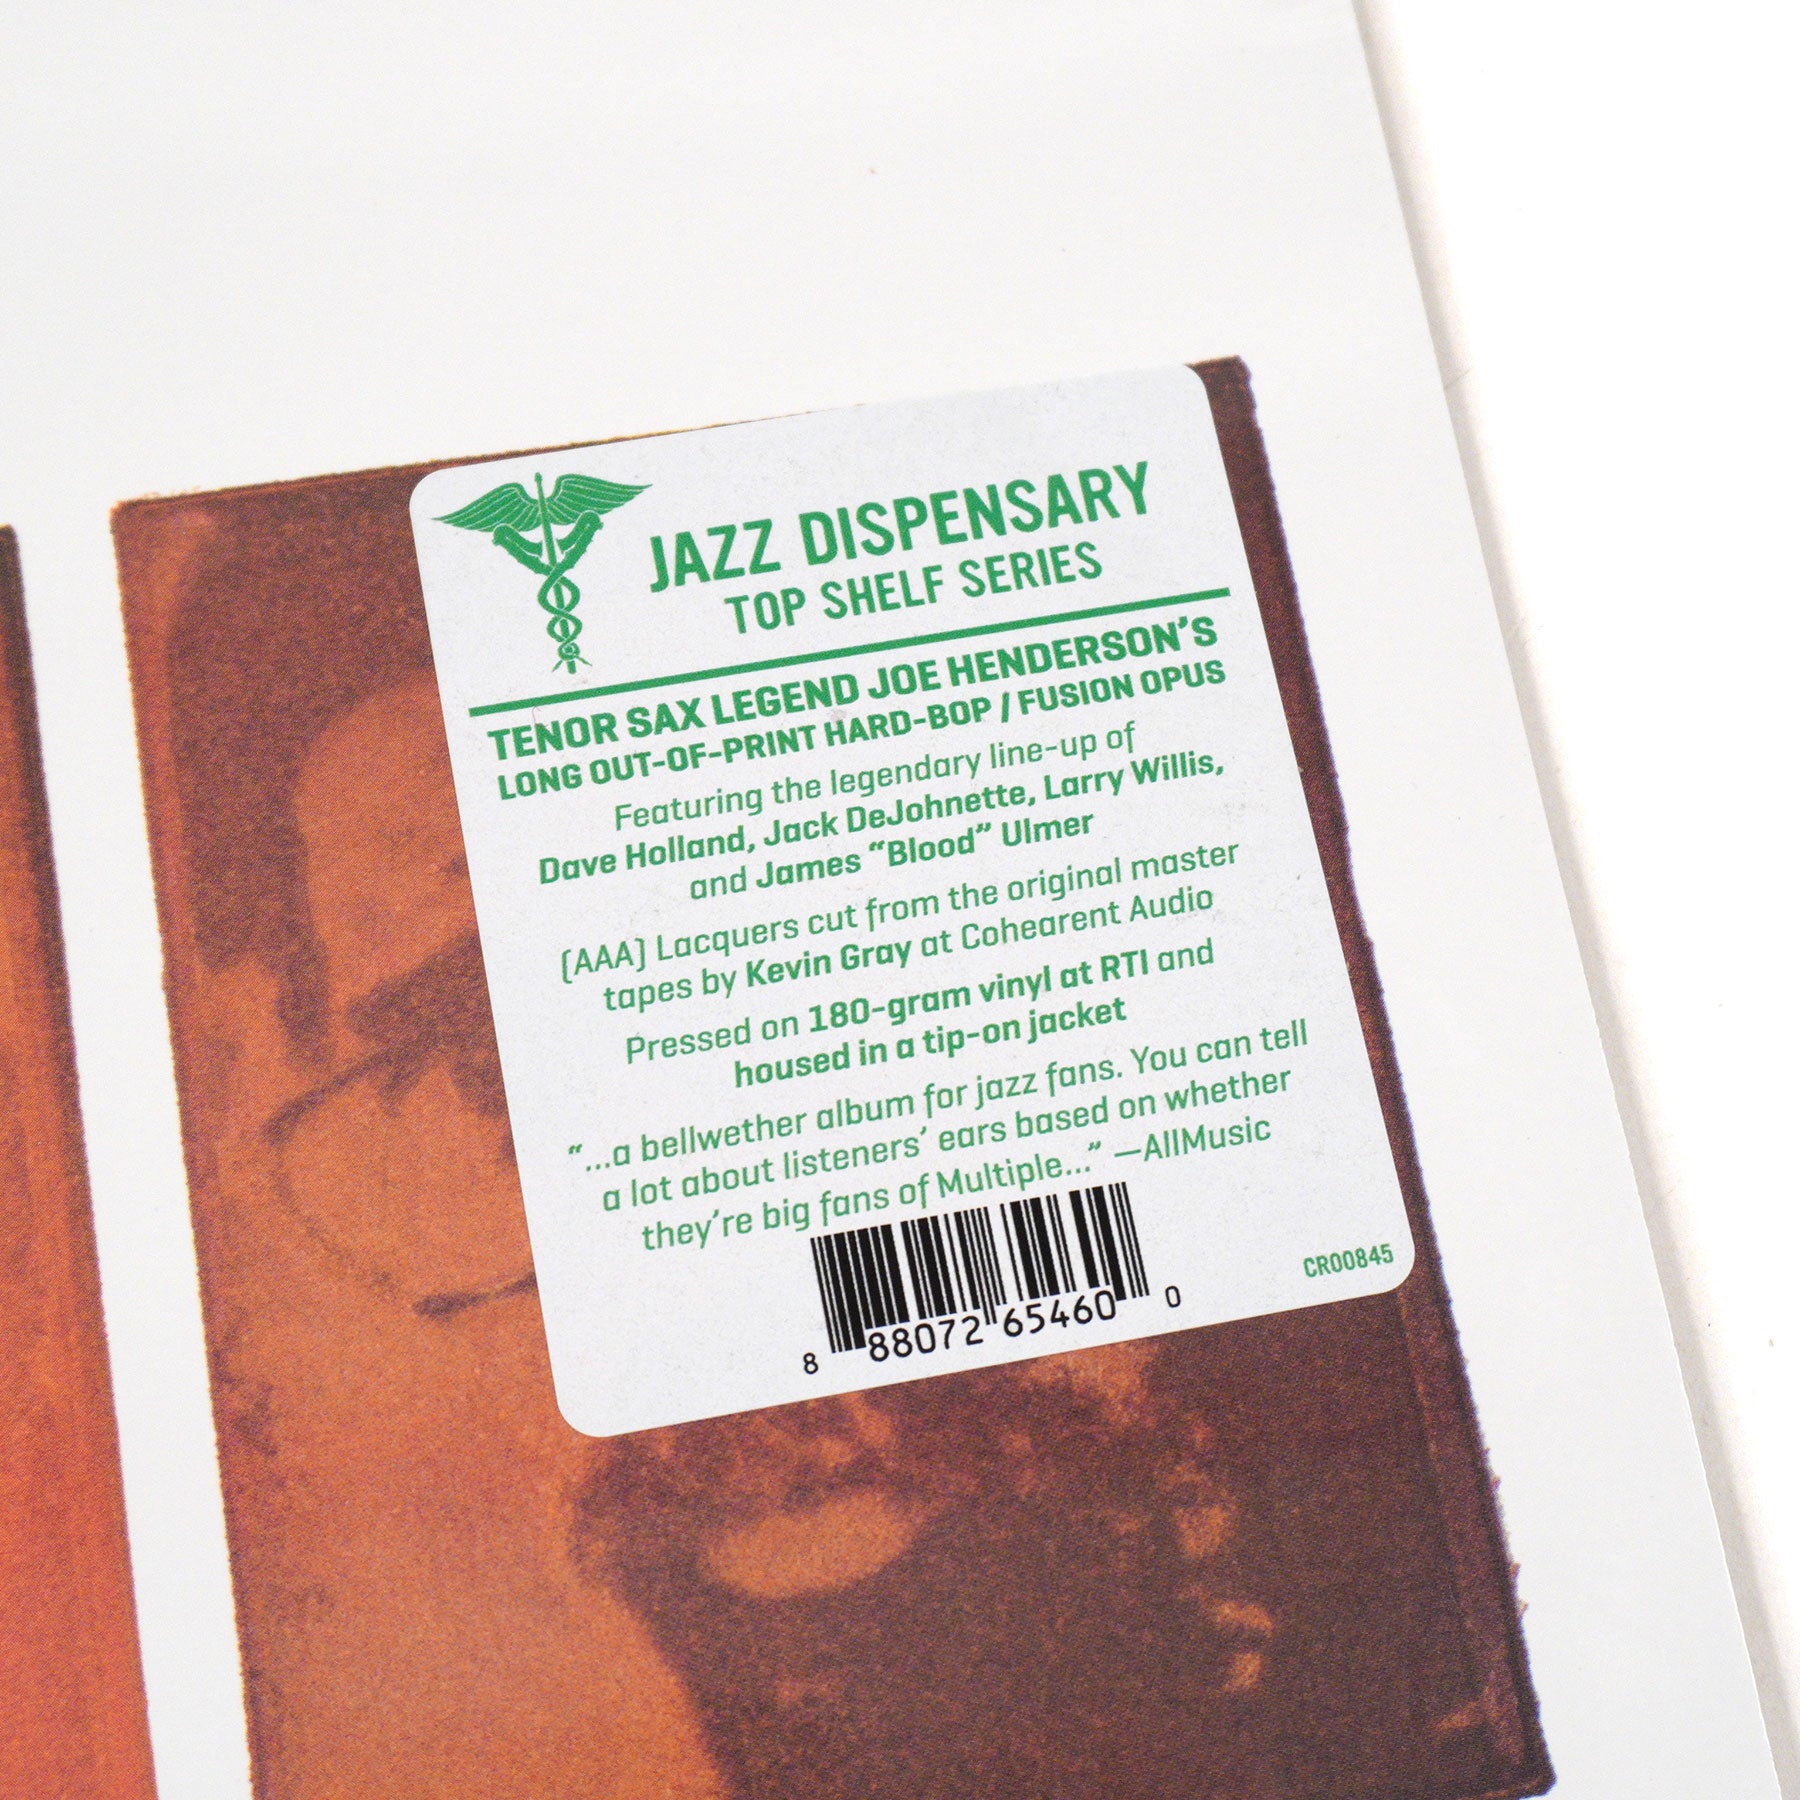 JAZZ DISPENSARY
TOP SHELF SERIES
TENOR SAX LEGEND JOE HENDERSON’S
LONG OUT-OF-PRINT HARD-BOP / FUSION OPUS
Featuring the legendary line-up of
Dave Holland, Jack DeJohnette, Larry Willis,
and James “Blood” Ulmer
(AAA) Lacquers cut from the original master
tapes by Kevin Gray at Cohearent Audio
Pressed on 180-gram vinyl at RTI and
housed in a tip-on jacket
“...a bellwether album for jazz fans. You can tell
a lot about listeners’ ears based on whether
they’re big fans of Multiple...” —AllMusic
8 88072 65460 0
CR00845